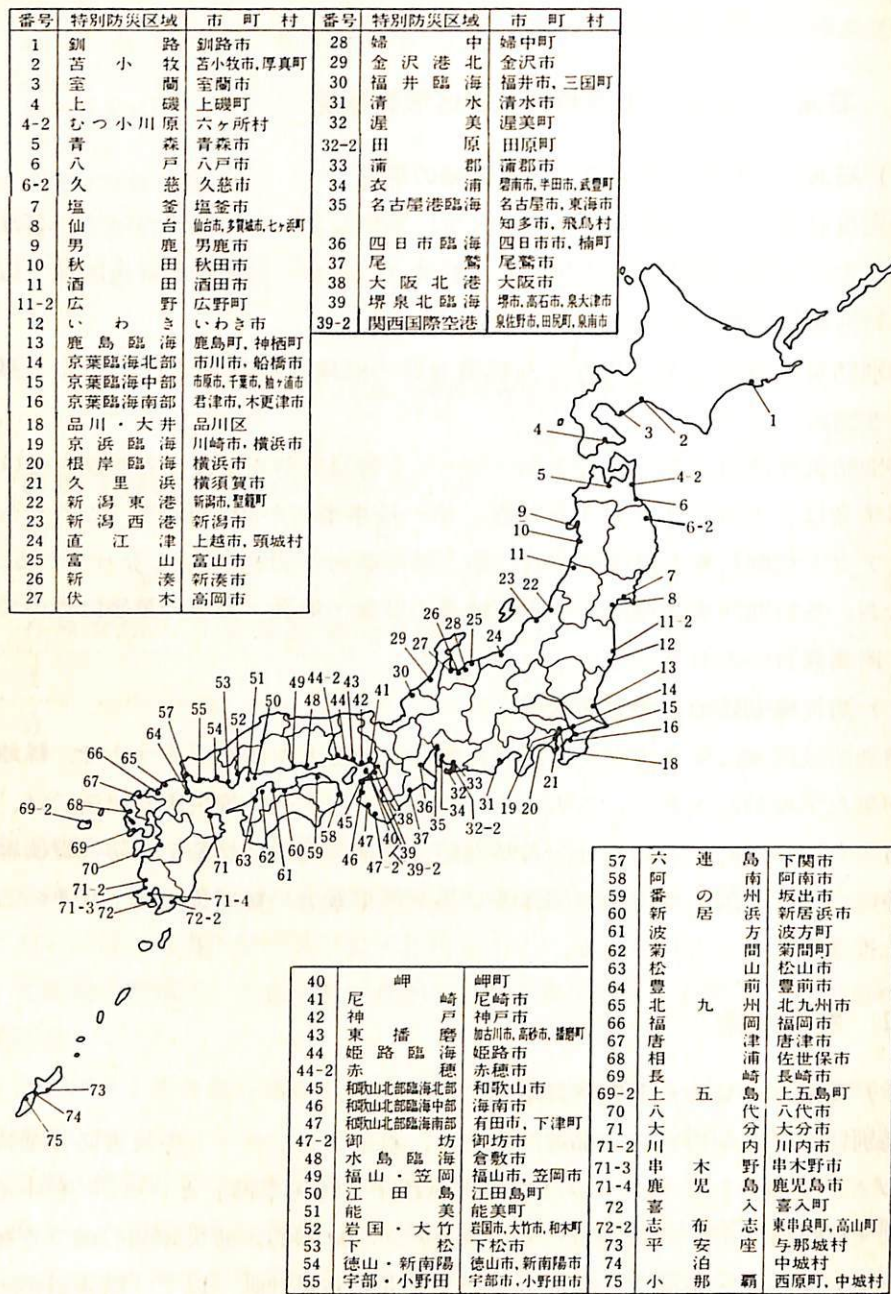 番号 特別防災区域 市町村
1 釧路 釧路市
2 苫小牧 苫小牧市,厚真町
3 室蘭 室蘭市
4 上磯 上磯町
4-2 むつ小川原 六ヶ所村
5 青森 青森市
6 八戸 八戸市
6-2 久慈 久慈市
7 塩釜 塩釜市
8 仙台 仙台市,多賀城市,七ヶ浜町
9 男鹿 男鹿市
10 秋田 秋田市
11 酒田 酒田市
11-2 広野 広野町
12 いわき いわき市
13 鹿島臨海 鹿島町,神栖町
14 京葉臨海北部 市川市,船橋市
15 京葉臨海中部 市原市,千葉市,袖ヶ浦市
16 京葉臨海南部 君津市,木更津市
18 品川・大井 品川区
19 京浜臨海 川崎市,横浜市
20 根岸臨海 横浜市
21 久里浜 横須賀市
22 新潟東港 新潟市,聖籠町
23 新潟西港 新潟市
24 直江津 上越市,頸城村
25 富山 富山市
26 新湊 新湊市
27 伏木 高岡市
番号 特別防災区域 市町村
28 婦中 婦中町
29 金沢港北 金沢市
30 福井臨海 福井市,三国町
31 清水 清水市
32 渥美 渥美町
32-2 田原 田原町
33 蒲郡 蒲郡市
34 衣浦 碧南市,半田市,武豊町
35 名古屋港臨海 名古屋市,東海市
知多市,飛島村
36 四日市臨海 四日市市,楠町
37 尾鷲 尾鷲市
38 大阪北港 大阪市
39 堺泉北臨海 堺市,高石市,泉大津市
39-2 関西国際空港 泉佐野市,田尻町,泉南市
1
2
3
4
4-2
5
6
6-2
9
10
11
7
8
23 22
11-2
12
26 28 25 24
29 27
30
13
14
15
16
18
57 55 54 53 52 51 50 49 48 44-2 44 43 42 41
64
66 65
67
69-2 68
69
70
71-2
71-3 72
71-4
72-2
71 63 62 61 60 59 58
45 46 47 47-2 40 38 39 39-2 37 36 35 34 33 32 32-2 31
19 20 21
73
74
75
40 岬 岬町
41 尼崎 尼崎市
42 神戸 神戸市
43 東播磨 加古川市,高砂市,播磨町
44 姫路臨海 姫路市
44-2 赤穂 赤穂市
45 和歌山北部臨海北部 和歌山市
46 和歌山北部臨海中部 海南市
47 和歌山北部臨海南部 有田市,下津町
47-2 御坊 御坊市
48 水島臨海 倉敷市
49 福山・笠岡 福山市,笠岡市
50 江田島 江田島町
51 能美 能美町
52 岩国・大竹 岩国市,大竹市,和木町
53 下松 下松市
54 徳山・新南陽 徳山市,新南陽市
55 宇部・小野田 宇部市,小野田市
57 六連島 下関市
58 阿南 阿南市
59 番の州 坂出市
60 新居浜 新居浜市
61 波方 波方町
62 菊間 菊間町
63 松山 松山市
64 豊前 豊前市
65 北九州 北九州市
66 福岡 福岡市
67 唐津 唐津市
68 相浦 佐世保市
69 長崎 長崎市
69-2 上五島 上五島町
70 八代 八代市
71 大分 大分市
71-2 川内 川内市
71-3 串木野 串木野市
71-4 鹿児島 鹿児島市
72 喜入 喜入町
72-2 志布志 東串良町,高山町
73 平安座 与那城村
74 泊 中城村
75 小那覇 西原町,中城村